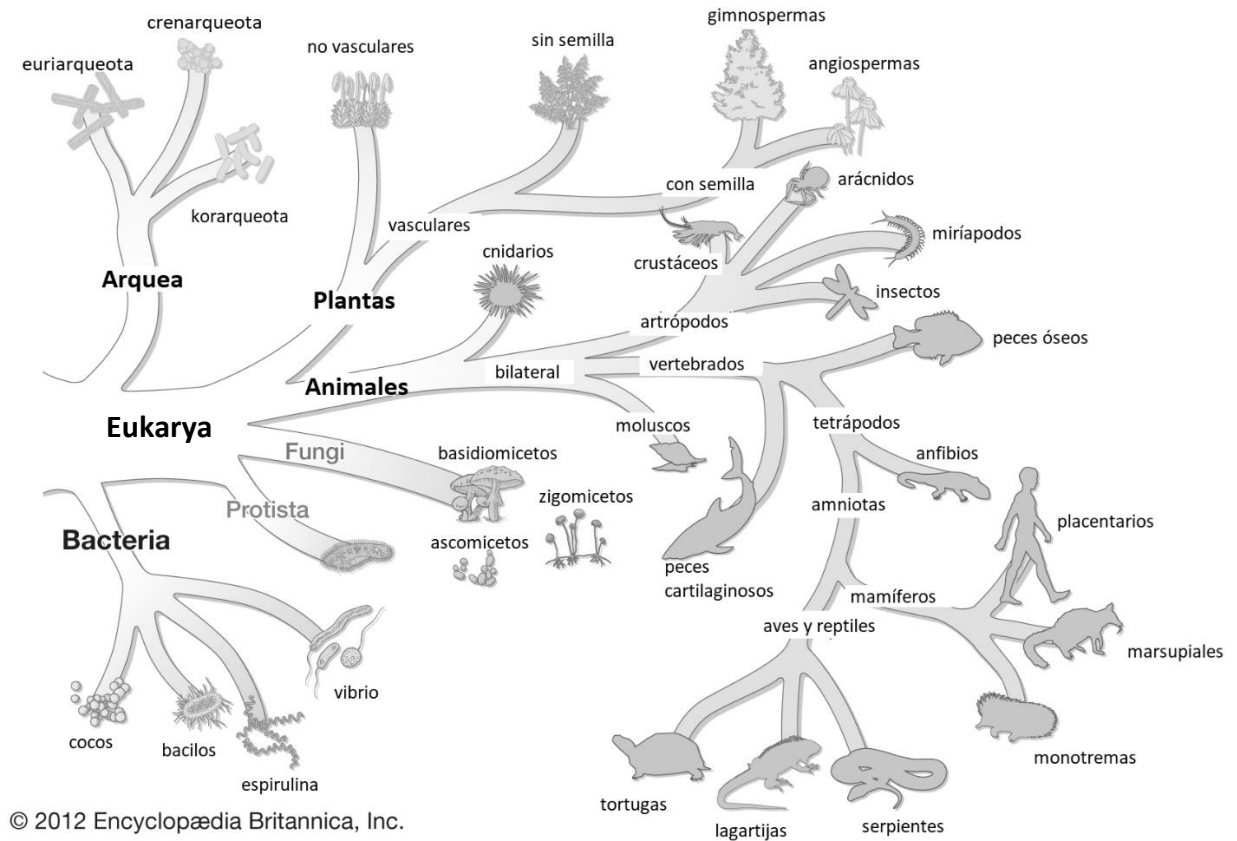 crenarqueota
euriarqueota
korarqueota
Arquea
no vasculares
sin semilla
gimnospermas
angiospermas
con semilla
vasculares
Plantas
cnidarios
arácnidos
miríapodos
crustáceos
insectos
artrópodos
peces óseos
vertebrados
bilateral
Animales
Eukarya
moluscos
tetrápodos
anfibios
Fungi
basidiomicetos
zigomicetos
ascomicetos
Protista
amniotas
placentarios
peces
cartilaginosos
mamíferos
aves y reptiles
marsupiales
monotremas
Bacteria
vibrio
cocos
bacilos
espirulina
tortugas
lagartijas
serpientes
© 2012 Encyclopædia Britannica, Inc.